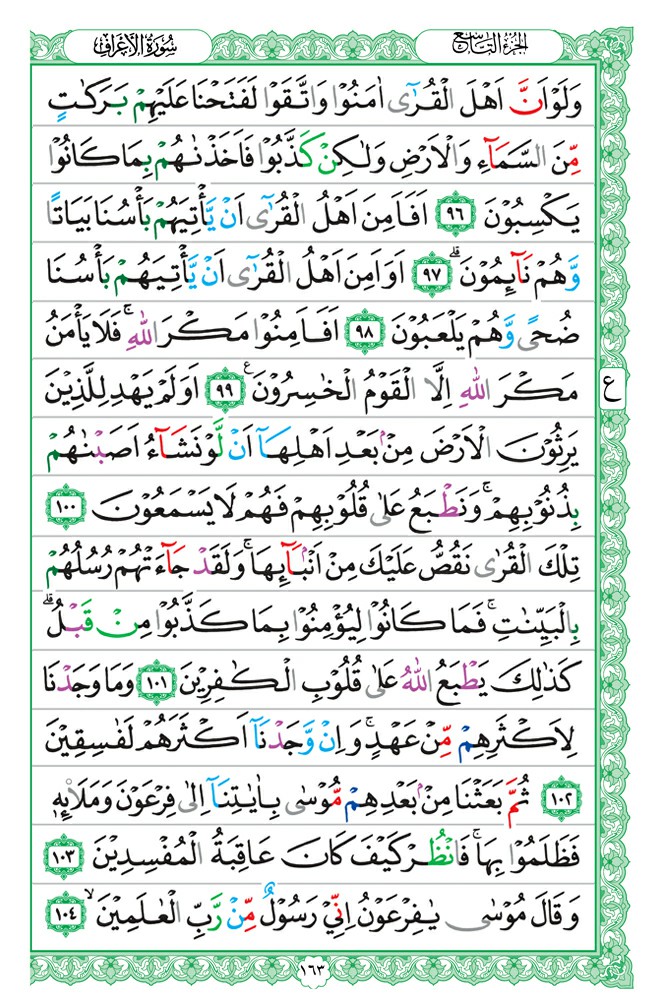 الجزء التاسع
سُوْرَةُ الْاَعْرَافِ
وَلَوْ اَنَّ اَهْلَ الْقُرٰٓى اٰمَنُوْا وَاتَّقَوْا لَفَتَحْنَا عَلَيْهِمْ بَرَكٰتٍ
مِّنَ السَّمَآءِ وَالْاَرْضِ وَلٰكِنْ كَذَّبُوْا فَاَخَذْنٰهُمْ بِمَا كَانُوْا
يَكْسِبُوْنَ ٩٦ اَفَاَمِنَ اَهْلُ الْقُرٰٓى اَنْ يَّأْتِيَهُمْ بَأْسُنَا بَيَاتًا
وَّهُمْ نَآئِمُوْنَ ۗ ٩٧ اَوَاَمِنَ اَهْلُ الْقُرٰٓى اَنْ يَّأْتِيَهُمْ بَأْسُنَا
ضُحًى وَّهُمْ يَلْعَبُوْنَ ٩٨ اَفَاَمِنُوْا مَكْرَ اللّٰهِ ۚ فَلَا يَأْمَنُ
مَكْرَ اللّٰهِ اِلَّا الْقَوْمُ الْخٰسِرُوْنَ ٩٩ اَوَلَمْ يَهْدِ لِلَّذِيْنَ
ع
يَرِثُوْنَ الْاَرْضَ مِنْۢ بَعْدِ اَهْلِهَآ اَنْ لَّوْ نَشَآءُ اَصَبْنٰهُمْ
بِذُنُوْبِهِمْ ۚ وَنَطْبَعُ عَلٰى قُلُوْبِهِمْ فَهُمْ لَا يَسْمَعُوْنَ ١٠٠
تِلْكَ الْقُرٰى نَقُصُّ عَلَيْكَ مِنْ اَنْۢبَآئِهَا ۚ وَلَقَدْ جَآءَتْهُمْ رُسُلُهُمْ
بِالْبَيِّنٰتِ ۚ فَمَا كَانُوْا لِيُؤْمِنُوْا بِمَا كَذَّبُوْا مِنْ قَبْلُ ۗ
كَذٰلِكَ يَطْبَعُ اللّٰهُ عَلٰى قُلُوْبِ الْكٰفِرِيْنَ ١٠١ وَمَا وَجَدْنَا
لِاَكْثَرِهِمْ مِّنْ عَهْدٍ ۚ وَاِنْ وَّجَدْنَآ اَكْثَرَهُمْ لَفٰسِقِيْنَ
١٠٢ ثُمَّ بَعَثْنَا مِنْۢ بَعْدِهِمْ مُّوْسٰى بِاٰيٰتِنَآ اِلٰى فِرْعَوْنَ وَمَلَا۟ئِهٖ
فَظَلَمُوْا بِهَا ۚ فَانْظُرْ كَيْفَ كَانَ عَاقِبَةُ الْمُفْسِدِيْنَ ١٠٣
وَقَالَ مُوْسٰى يٰفِرْعَوْنُ اِنِّيْ رَسُوْلٌ مِّنْ رَّبِّ الْعٰلَمِيْنَ ۙ ١٠٤
١٦٣